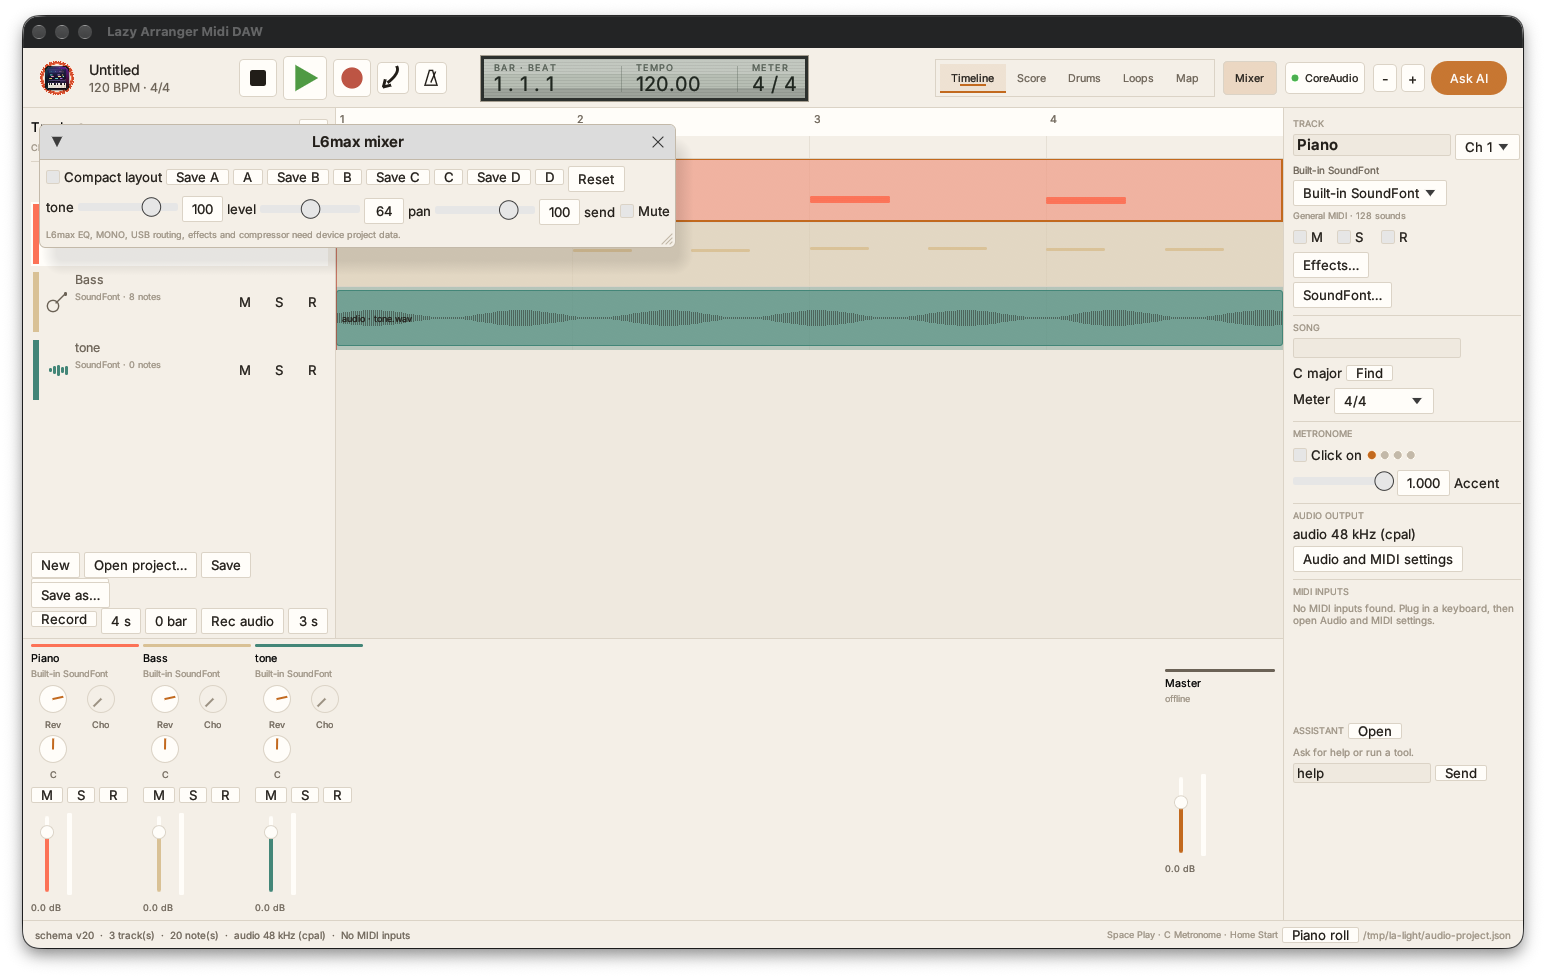 Lazy Arranger Midi DAW
Untitled
120 BPM · 4/4
BAR · BEAT
1 . 1 . 1
TEMPO
120.00
METER
4 / 4
Timeline
Score
Drums
Loops
Map
Mixer
CoreAudio
-
+
Ask AI
1
2
3
4
L6max mixer
Compact layout
Save A
A
Save B
B
Save C
C
Save D
D
Reset
tone
100
level
64
pan
100
send
Mute
L6max EQ, MONO, USB routing, effects and compressor need device project data.
Bass
SoundFont · 8 notes
M S R
tone
SoundFont · 0 notes
M S R
audio · tone.wav
New
Open project...
Save
Save as...
Record
4 s
0 bar
Rec audio
3 s
TRACK
Piano
Ch 1
Built-in SoundFont
Built-in SoundFont
General MIDI · 128 sounds
M S R
Effects...
SoundFont...
SONG
C major
Find
Meter
4/4
METRONOME
Click on
1.000
Accent
AUDIO OUTPUT
audio 48 kHz (cpal)
Audio and MIDI settings
MIDI INPUTS
No MIDI inputs found. Plug in a keyboard, then
open Audio and MIDI settings.
ASSISTANT
Open
Ask for help or run a tool.
help
Send
Piano
Built-in SoundFont
Rev
Cho
C
M S R
0.0 dB
Bass
Built-in SoundFont
Rev
Cho
C
M S R
0.0 dB
tone
Built-in SoundFont
Rev
Cho
C
M S R
0.0 dB
Master
offline
0.0 dB
schema v20 · 3 track(s) · 20 note(s) · audio 48 kHz (cpal) · No MIDI inputs
Space Play · C Metronome · Home Start
Piano roll
/tmp/la-light/audio-project.json